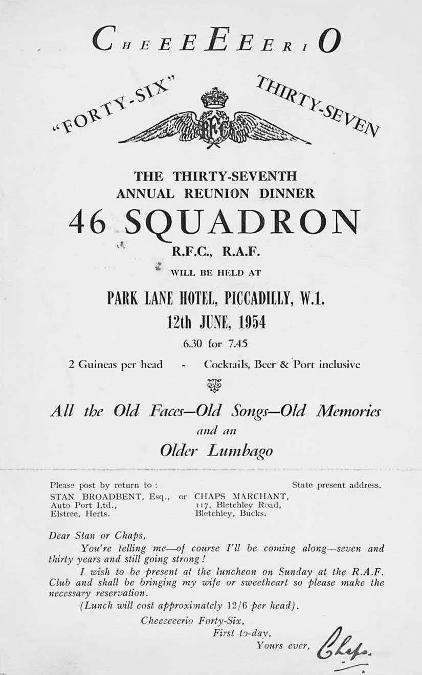 CHEEEEEERIO
"FORTY-SIX" THIRTY-SEVEN
RFC
THE THIRTY-SEVENTH
ANNUAL REUNION DINNER
46 SQUADRON
R.F.C., R.A.F.
WILL BE HELD AT
PARK LANE HOTEL, PICCADILLY, W.1.
12th JUNE, 1954
6.30 for 7.45
2 Guineas per head - Cocktails, Beer & Port inclusive
All the Old Faces—Old Songs—Old Memories
and an
Older Lumbago
Please post by return to : State present address.
STAN BROADBENT, Esq., or CHAPS MARCHANT,
Auto Port Ltd., 117, Bletchley Road,
Elstree, Herts. Bletchley, Bucks.
Dear Stan or Chaps,
You're telling me—of course I'll be coming along—seven and
thirty years and still going strong !
I wish to be present at the luncheon on Sunday at the R.A.F.
Club and shall be bringing my wife or sweetheart so please make the
necessary reservation.
(Lunch will cost approximately 12/6 per head).
Cheezeeerio Forty-Six,
First to-day,
Yours ever,
Chaps.